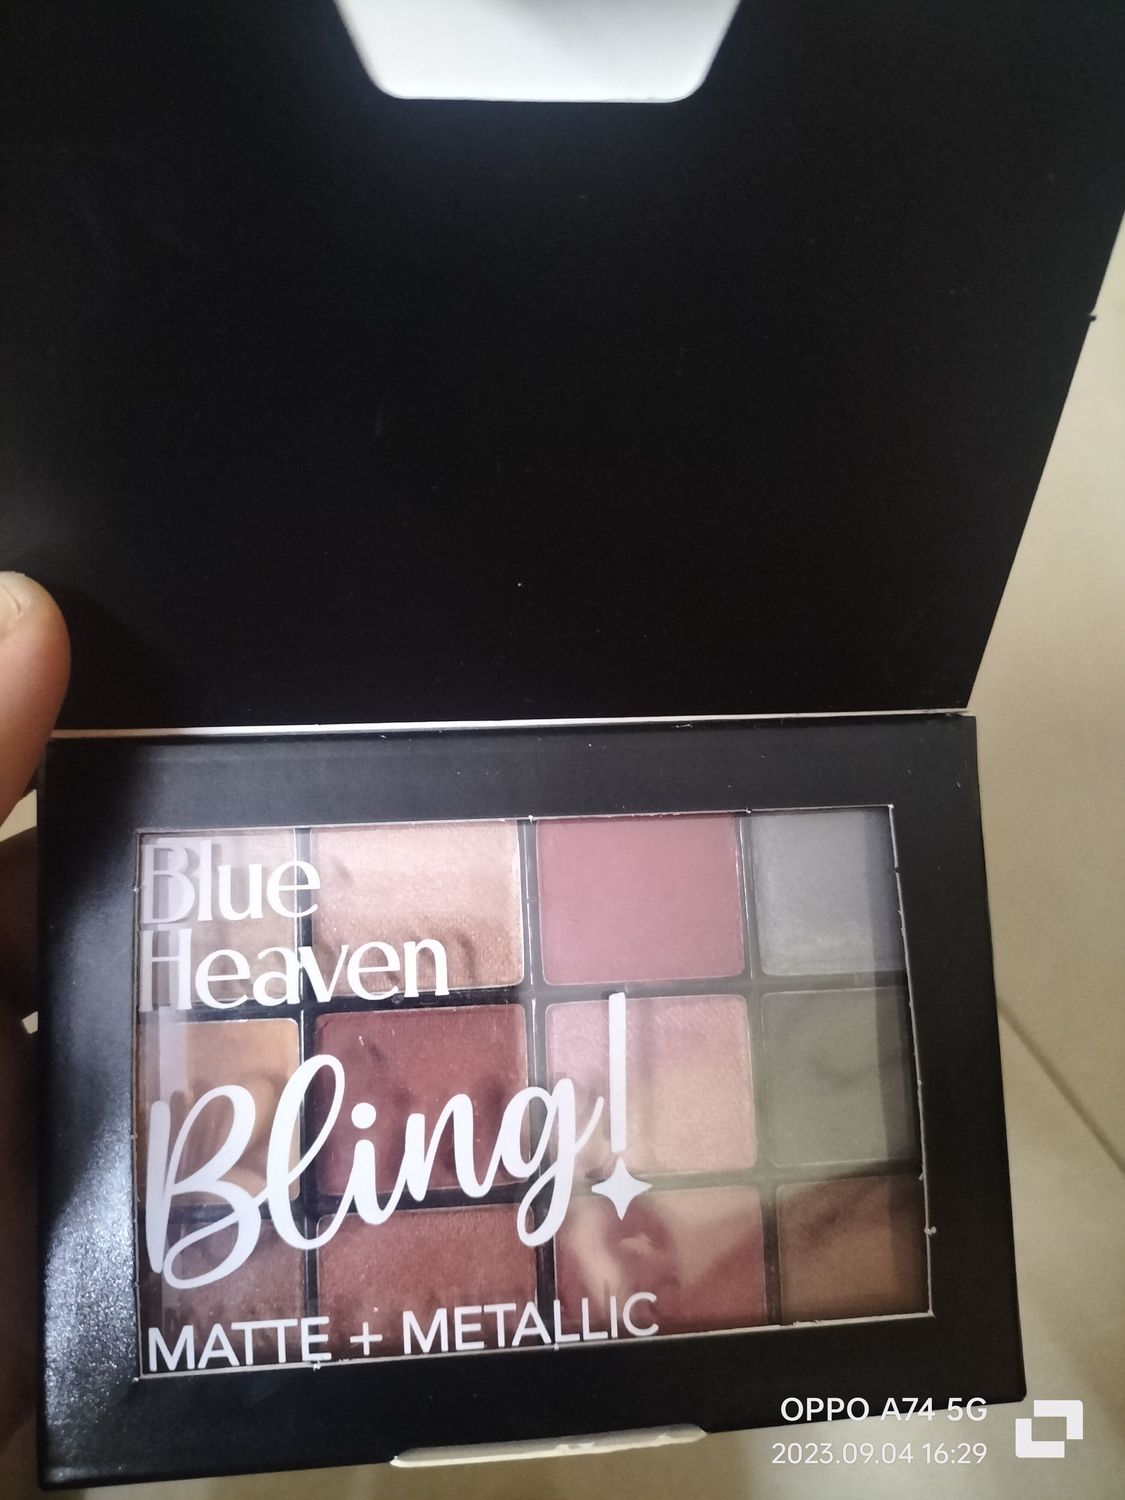 Blue
Heaven
Bling!
MATTE + METALLIC
OPPO A74 5G
2023.09.04 16:29